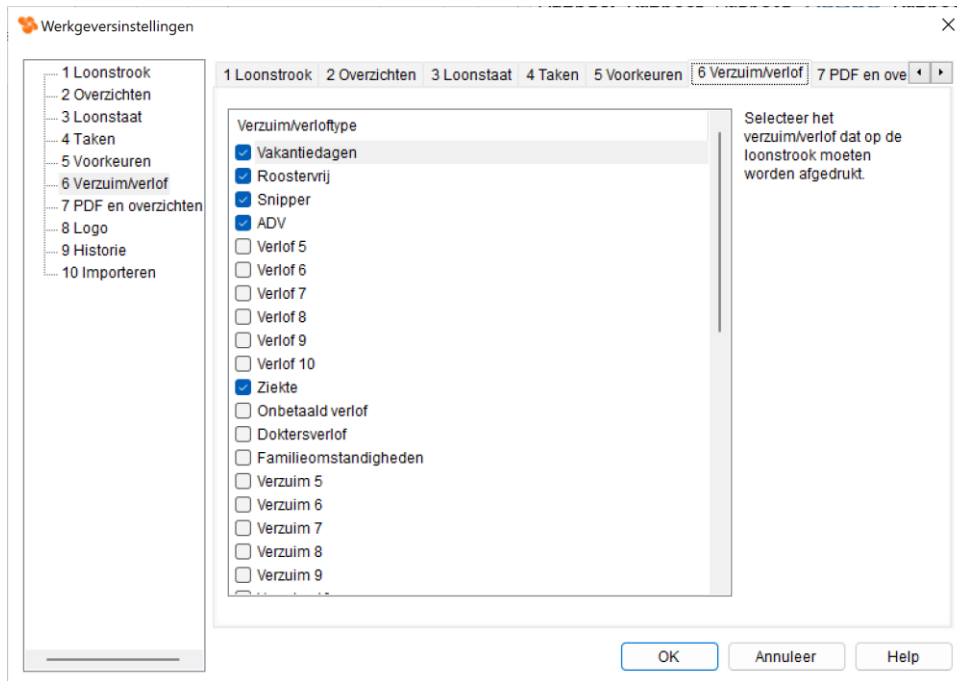 Werkgeversinstellingen
1 Loonstrook
2 Overzichten
3 Loonstaat
4 Taken
5 Voorkeuren
6 Verzuim/verlof
7 PDF en overzichten
8 Logo
9 Historie
10 Importeren
1 Loonstrook 2 Overzichten 3 Loonstaat 4 Taken 5 Voorkeuren 6 Verzuim/verlof 7 PDF en ove
Verzuim/verloftype
Vakantiedagen
Roostervrij
Snipper
ADV
Verlof 5
Verlof 6
Verlof 7
Verlof 8
Verlof 9
Verlof 10
Ziekte
Onbetaald verlof
Doktersverlof
Familieomstandigheden
Verzuim 5
Verzuim 6
Verzuim 7
Verzuim 8
Verzuim 9
Selecteer het
verzuim/verlof dat op de
loonstrook moeten
worden afgedrukt.
OK Annuleer Help